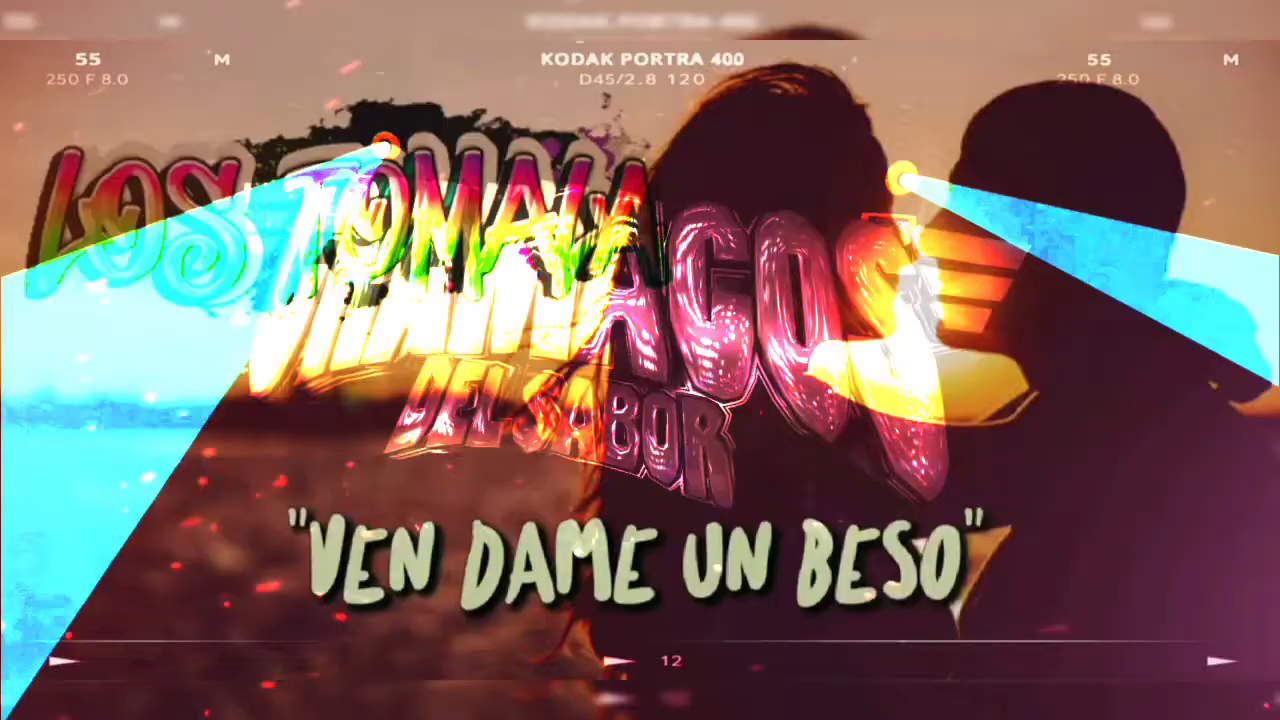 55 M KODAK PORTRA 400 55 M
250 F 8.0 D45/2.8 120 250 F 8.0
LOS TOMALA
DEL SABOR
"VEN DAME UN BESO"
12